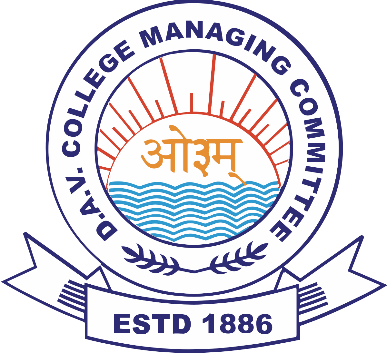 D.A.V. COLLEGE MANAGING COMMITTEE
ओ३म्
ESTD 1886